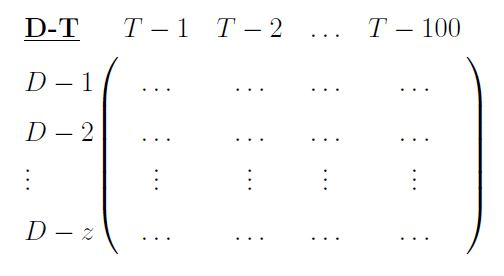 D-T T − 1 T − 2 ... T − 100
D − 1 ... ... ... ...
D − 2 ... ... ... ...
⋮ ⋮ ⋮ ⋮ ⋮
D − z ... ... ... ...